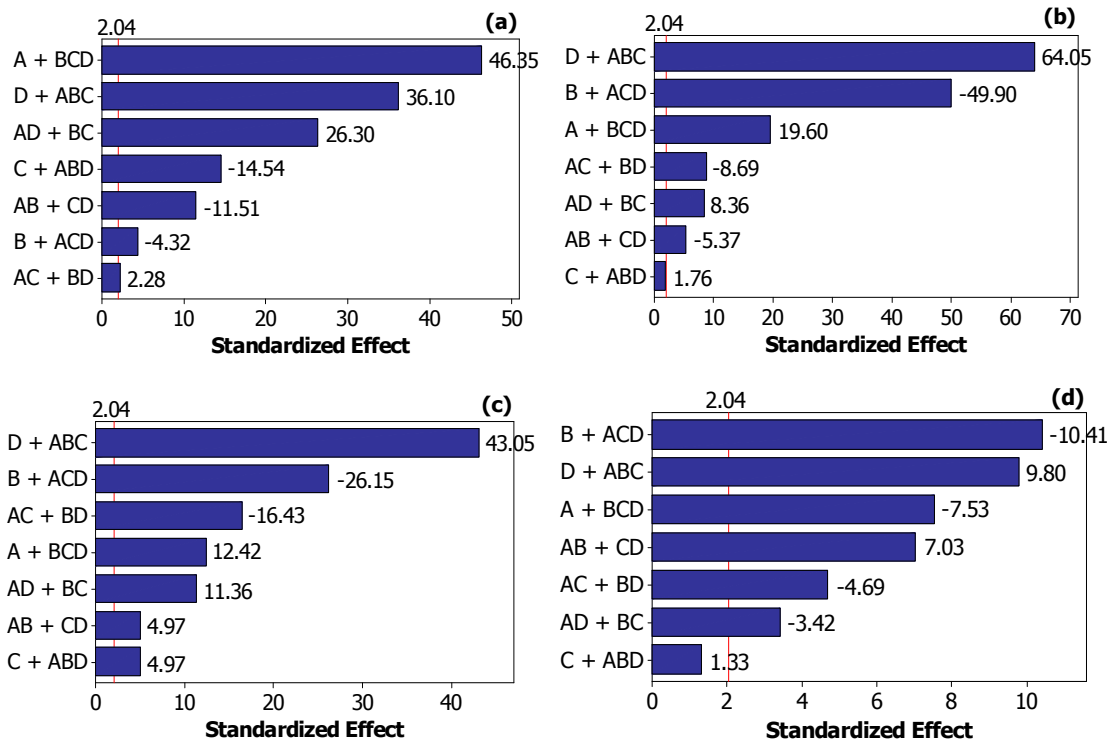 (a)
2.04
A + BCD 46.35
D + ABC 36.10
AD + BC 26.30
C + ABD -14.54
AB + CD -11.51
B + ACD -4.32
AC + BD 2.28
0 10 20 30 40 50
Standardized Effect
(b)
2.04
D + ABC 64.05
B + ACD -49.90
A + BCD 19.60
AC + BD -8.69
AD + BC 8.36
AB + CD -5.37
C + ABD 1.76
0 10 20 30 40 50 60 70
Standardized Effect
(c)
2.04
D + ABC 43.05
B + ACD -26.15
AC + BD -16.43
A + BCD 12.42
AD + BC 11.36
AB + CD 4.97
C + ABD 4.97
0 10 20 30 40
Standardized Effect
(d)
2.04
B + ACD -10.41
D + ABC 9.80
A + BCD -7.53
AB + CD 7.03
AC + BD -4.69
AD + BC -3.42
C + ABD 1.33
0 2 4 6 8 10
Standardized Effect